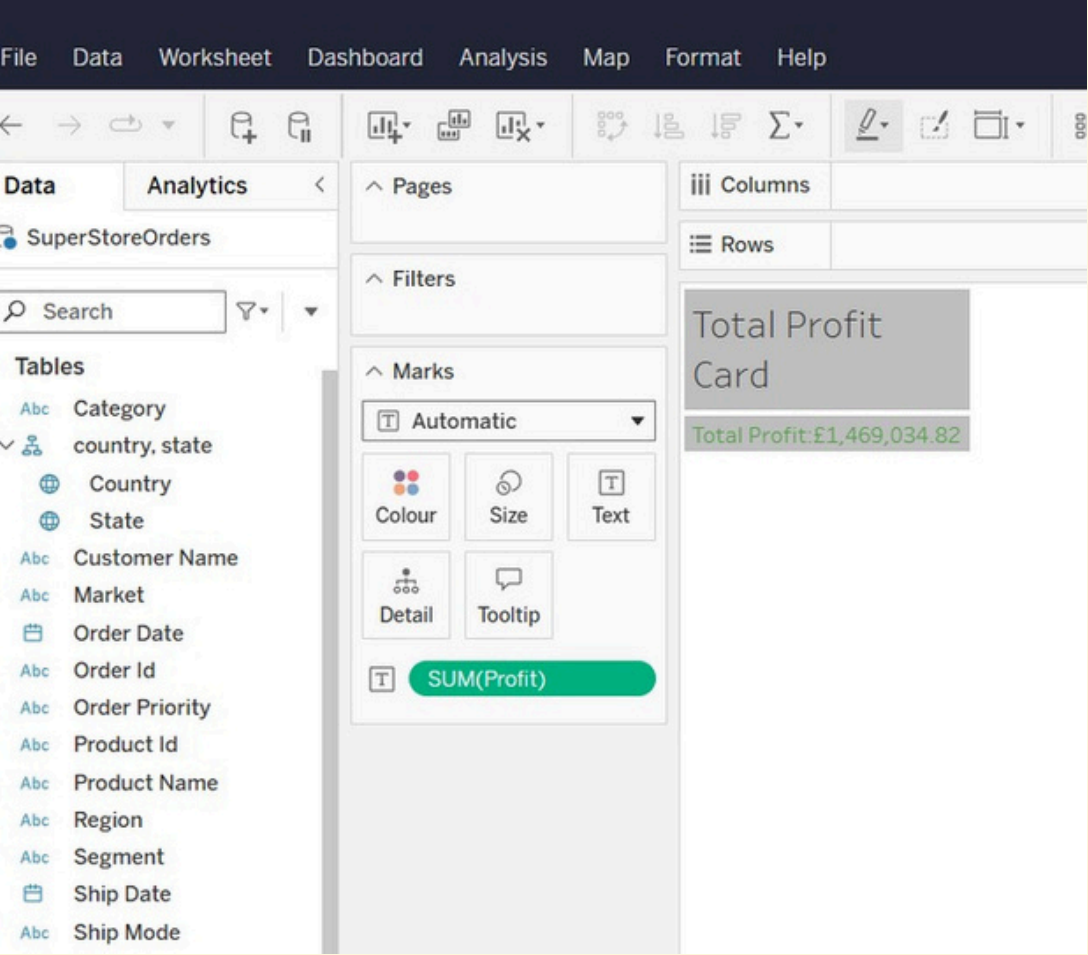 File Data Worksheet Dashboard Analysis Map Format Help
Data Analytics
SuperStoreOrders
Search
Tables
Abc Category
country, state
Country
State
Abc Customer Name
Abc Market
Order Date
Abc Order Id
Abc Order Priority
Abc Product Id
Abc Product Name
Abc Region
Abc Segment
Ship Date
Abc Ship Mode
Pages
Filters
Marks
T Automatic
Colour Size T Text
Detail Tooltip
T SUM(Profit)
Columns
Rows
Total Profit
Card
Total Profit:£1,469,034.82